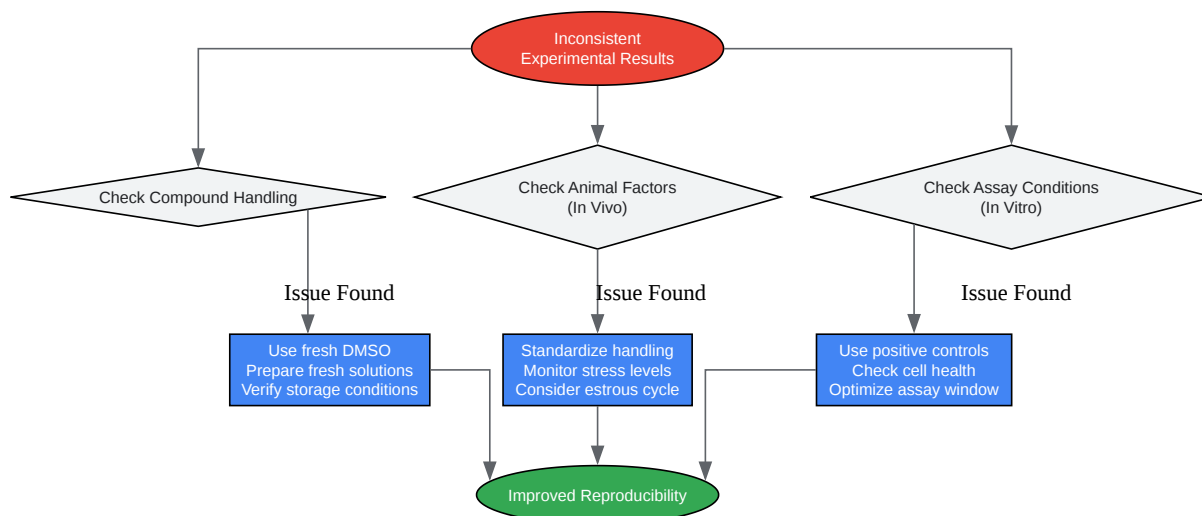 Inconsistent
Experimental Results
Check Compound Handling
Check Animal Factors
(In Vivo)
Check Assay Conditions
(In Vitro)
Issue Found
Issue Found
Issue Found
Use fresh DMSO
Prepare fresh solutions
Verify storage conditions
Standardize handling
Monitor stress levels
Consider estrous cycle
Use positive controls
Check cell health
Optimize assay window
Improved Reproducibility